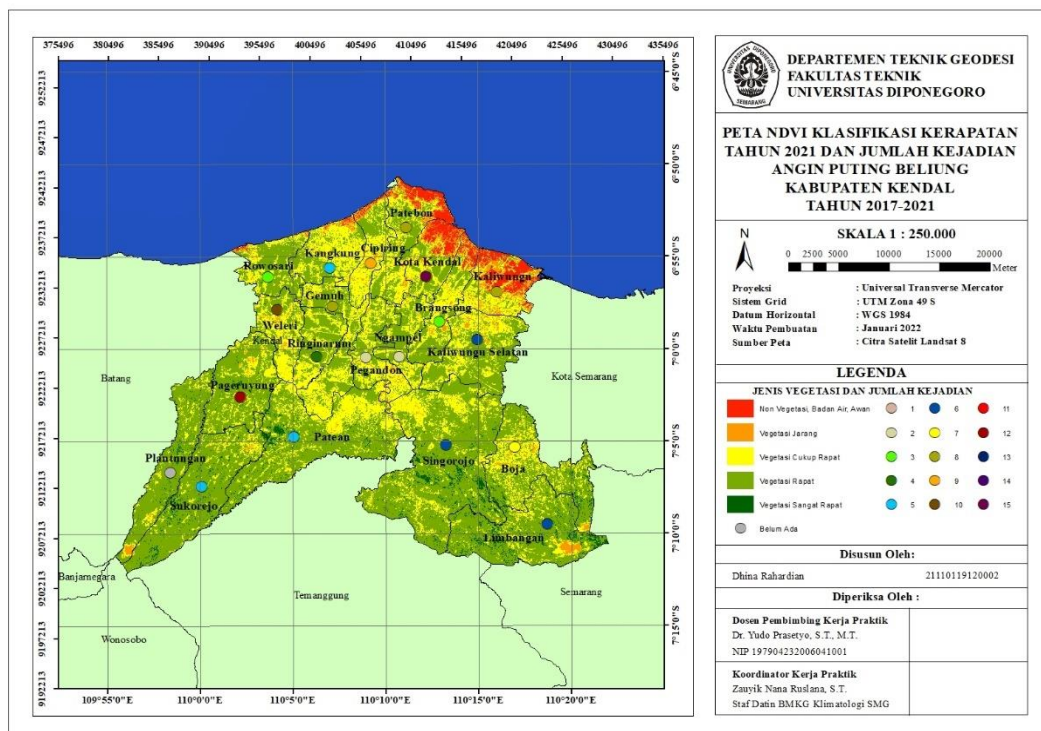 375496 380496 385496 390496 395496 400496 405496 410496 415496 420496 425496 430496 435496
9252213
9247213
9242213
9237213
9232213
9227213
9222213
9217213
9212213
9207213
9202213
9197213
9192213
6°45'0"S
6°50'0"S
6°55'0"S
7°0'0"S
7°5'0"S
7°10'0"S
7°15'0"S
109°55'0"E 110°0'0"E 110°5'0"E 110°10'0"E 110°15'0"E 110°20'0"E
Patebon
Cipiring
Kangkung
Kota Kendal
Rowosari
Kaliwungu
Gemuh
Brangsong
Weleri
Kendal
Ngampel
Ringinarum
Kaliwungu Selatan
Pegandon
Batang
Kota Semarang
Pageruyung
Patean
Plantungan
Singorojo
Boja
Sukorejo
Limbangan
Banjarnegara
Temanggung
Semarang
Wonosobo
UNIVERSITAS DIPONEGORO
SEMARANG
DEPARTEMEN TEKNIK GEODESI
FAKULTAS TEKNIK
UNIVERSITAS DIPONEGORO
PETA NDVI KLASIFIKASI KERAPATAN
TAHUN 2021 DAN JUMLAH KEJADIAN
ANGIN PUTING BELIUNG
KABUPATEN KENDAL
TAHUN 2017-2021
N
SKALA 1 : 250.000
0 2500 5000 10000 15000 20000
Meter
Proyeksi : Universal Transverse Mercator
Sistem Grid : UTM Zona 49 S
Datum Horizontal : WGS 1984
Waktu Pembuatan : Januari 2022
Sumber Peta : Citra Satelit Landsat 8
LEGENDA
JENIS VEGETASI DAN JUMLAH KEJADIAN
Non Vegetasi, Badan Air, Awan 1 6 11
Vegetasi Jarang 2 7 12
Vegetasi Cukup Rapat 3 8 13
Vegetasi Rapat 4 9 14
Vegetasi Sangat Rapat 5 10 15
Belum Ada
Disusun Oleh:
Dhina Rahardian 21110119120002
Diperiksa Oleh :
Dosen Pembimbing Kerja Praktik
Dr. Yudo Prasetyo, S.T., M.T.
NIP 197904232006041001
Koordinator Kerja Praktik
Zauyik Nana Ruslana, S.T.
Staf Datin BMKG Klimatologi SMG